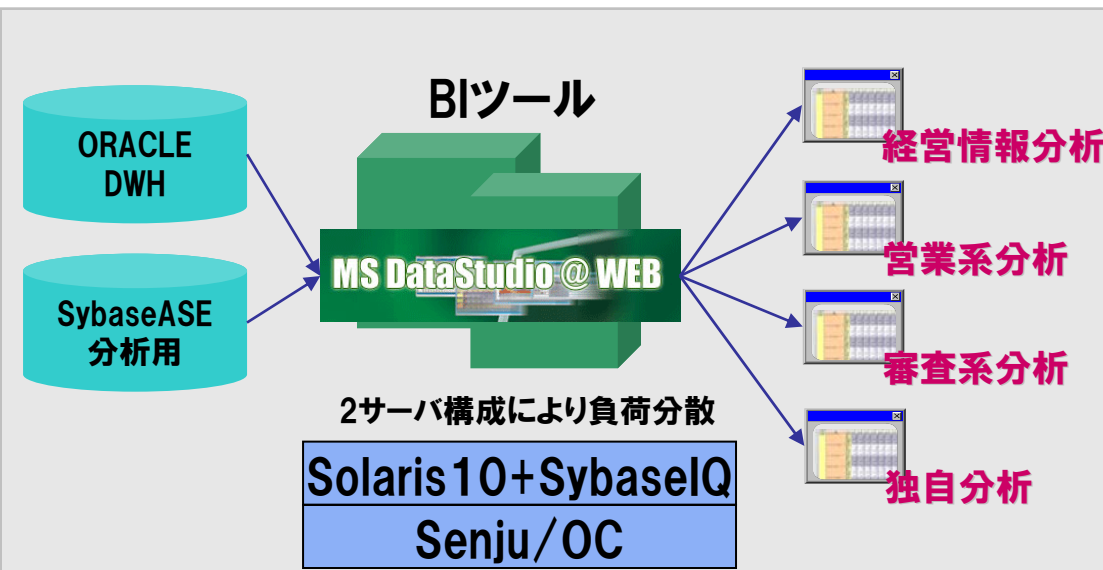 BIツール
ORACLE
DWH
SybaseASE
分析用
MS DataStudio@WEB
2サーバ構成により負荷分散
Solaris10+SybaseIQ
Senju/OC
経営情報分析
営業系分析
審査系分析
独自分析